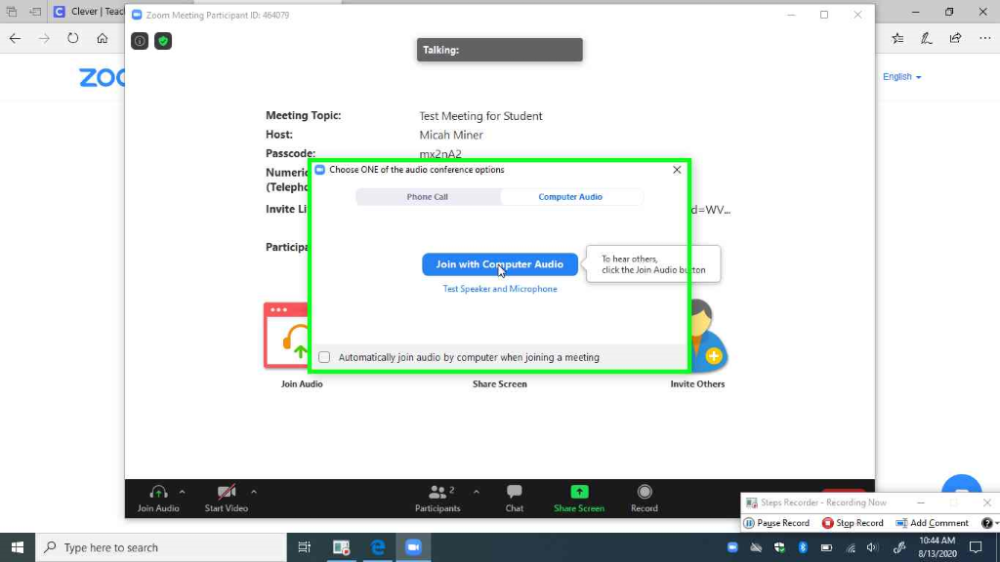 Clever | Teac
Zoom Meeting Participant ID: 464079
Talking:
zoo
English
Meeting Topic: Test Meeting for Student
Host: Micah Miner
Passcode: mx2nA2
Numeric
(Teleph
Invite Li
d=WV...
Participa
Choose ONE of the audio conference options
Phone Call
Computer Audio
Join with Computer Audio
To hear others,
click the Join Audio button
Test Speaker and Microphone
Automatically join audio by computer when joining a meeting
Join Audio
Share Screen
Invite Others
Join Audio
Start Video
Participants
2
Chat
Share Screen
Record
Steps Recorder - Recording Now
Pause Record
Stop Record
Add Comment
Type here to search
10:44 AM
8/13/2020